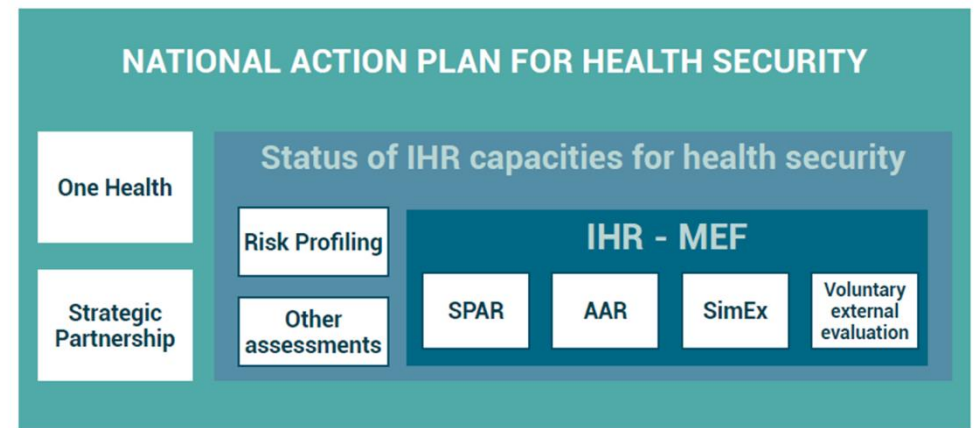 NATIONAL ACTION PLAN FOR HEALTH SECURITY
One Health
Strategic
Partnership
Status of IHR capacities for health security
Risk Profiling
Other
assessments
IHR - MEF
SPAR
AAR
SimEx
Voluntary
external
evaluation